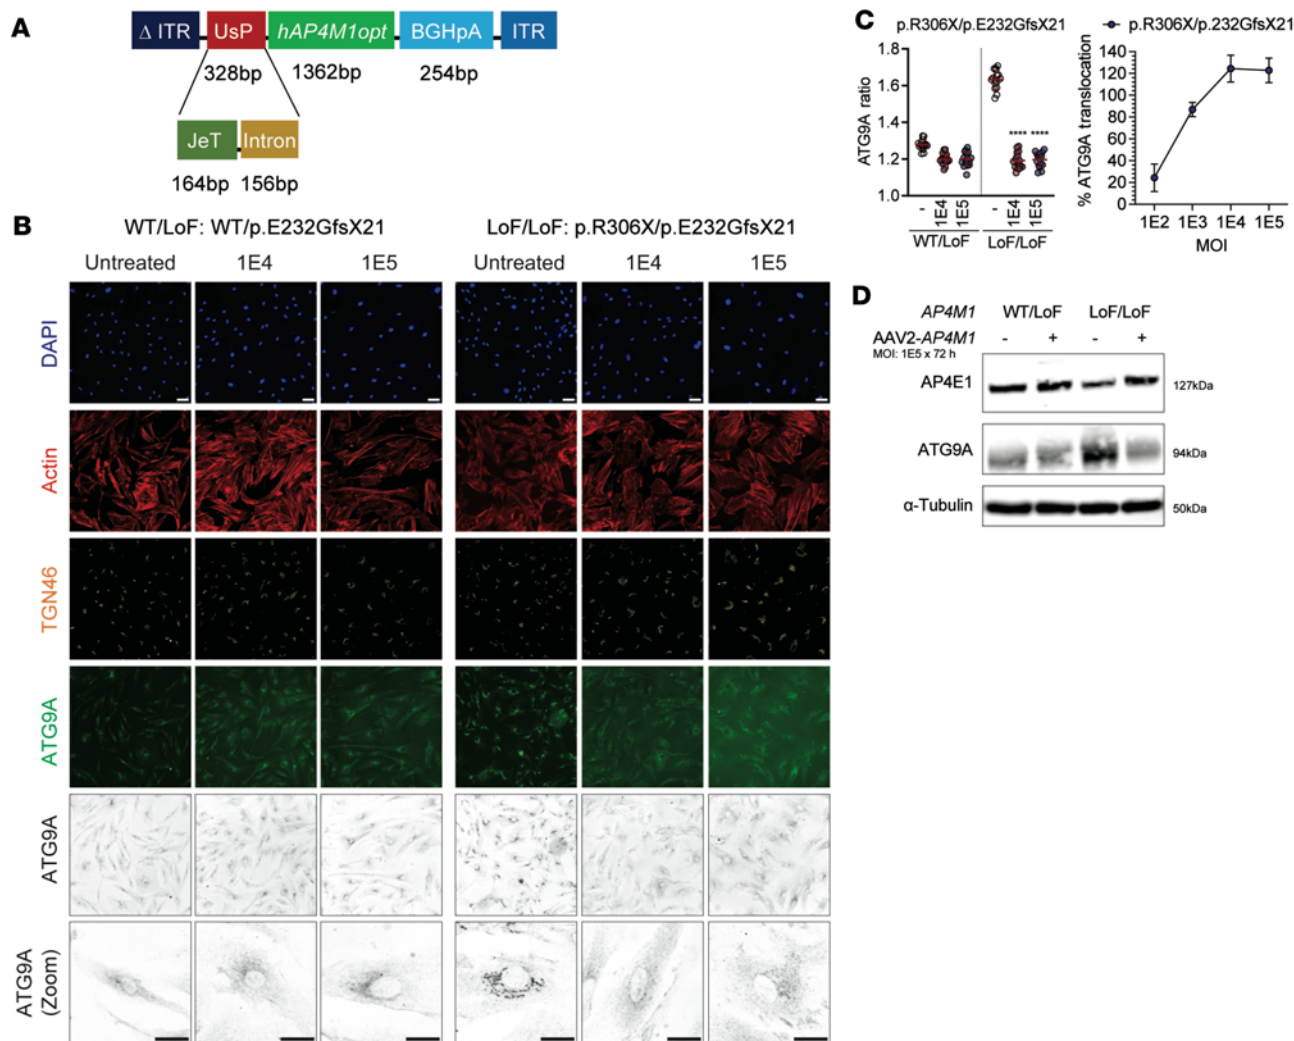 A
Δ ITR UsP hAP4M1opt BGHpA ITR
328bp 1362bp 254bp
JeT Intron
164bp 156bp
B
WT/LoF: WT/p.E232GfsX21 LoF/LoF: p.R306X/p.E232GfsX21
Untreated 1E4 1E5 Untreated 1E4 1E5
DAPI
Actin
TGN46
ATG9A
ATG9A
ATG9A
(Zoom)
C
p.R306X/p.E232GfsX21
ATG9A ratio
1.8
1.6
1.4
1.2
1.0
**** ****
- 1E4 1E5 - 1E4 1E5
WT/LoF LoF/LoF
p.R306X/p.232GfsX21
% ATG9A translocation
140
120
100
80
60
40
20
0
1E2 1E3 1E4 1E5
MOI
D
AP4M1 WT/LoF LoF/LoF
AAV2-AP4M1 - + - +
MOI: 1E5 x 72 h
AP4E1 127kDa
ATG9A 94kDa
α-Tubulin 50kDa